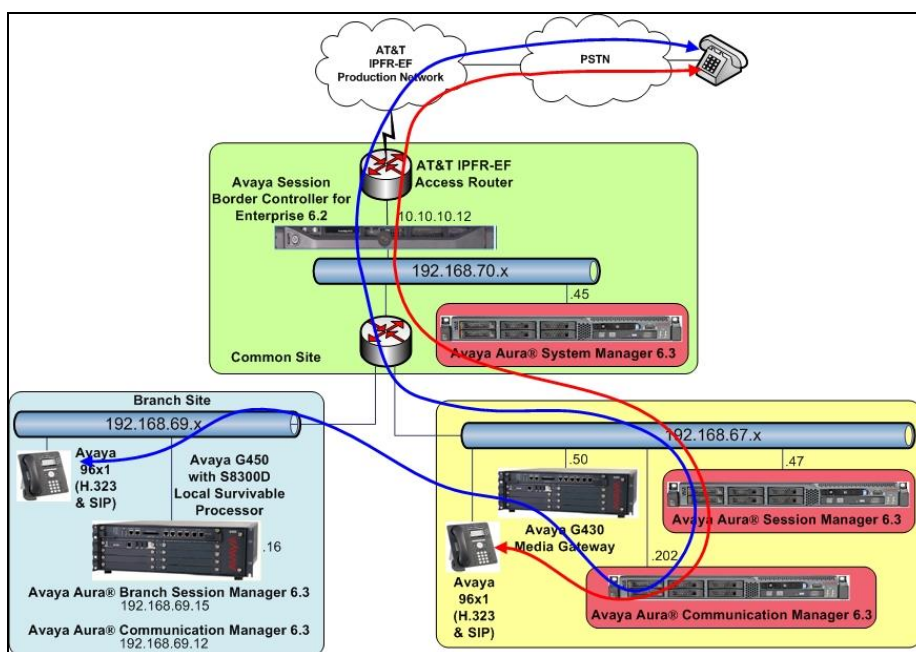 AT&T
IPFR-EF
Production Network
PSTN
AT&T IPFR-EF
Access Router
Avaya Session
Border Controller for
Enterprise 6.2
10.10.10.12
192.168.70.x
.45
Avaya Aura® System Manager 6.3
Common Site
Branch Site
192.168.69.x
Avaya
96x1
(H.323
& SIP)
Avaya G450
with S8300D
Local Survivable
Processor
.16
Avaya Aura® Branch Session Manager 6.3
192.168.69.15
Avaya Aura® Communication Manager 6.3
192.168.69.12
192.168.67.x
.50
.47
Avaya G430
Media Gateway
Avaya Aura® Session Manager 6.3
.202
Avaya
96x1
(H.323
& SIP)
Avaya Aura® Communication Manager 6.3